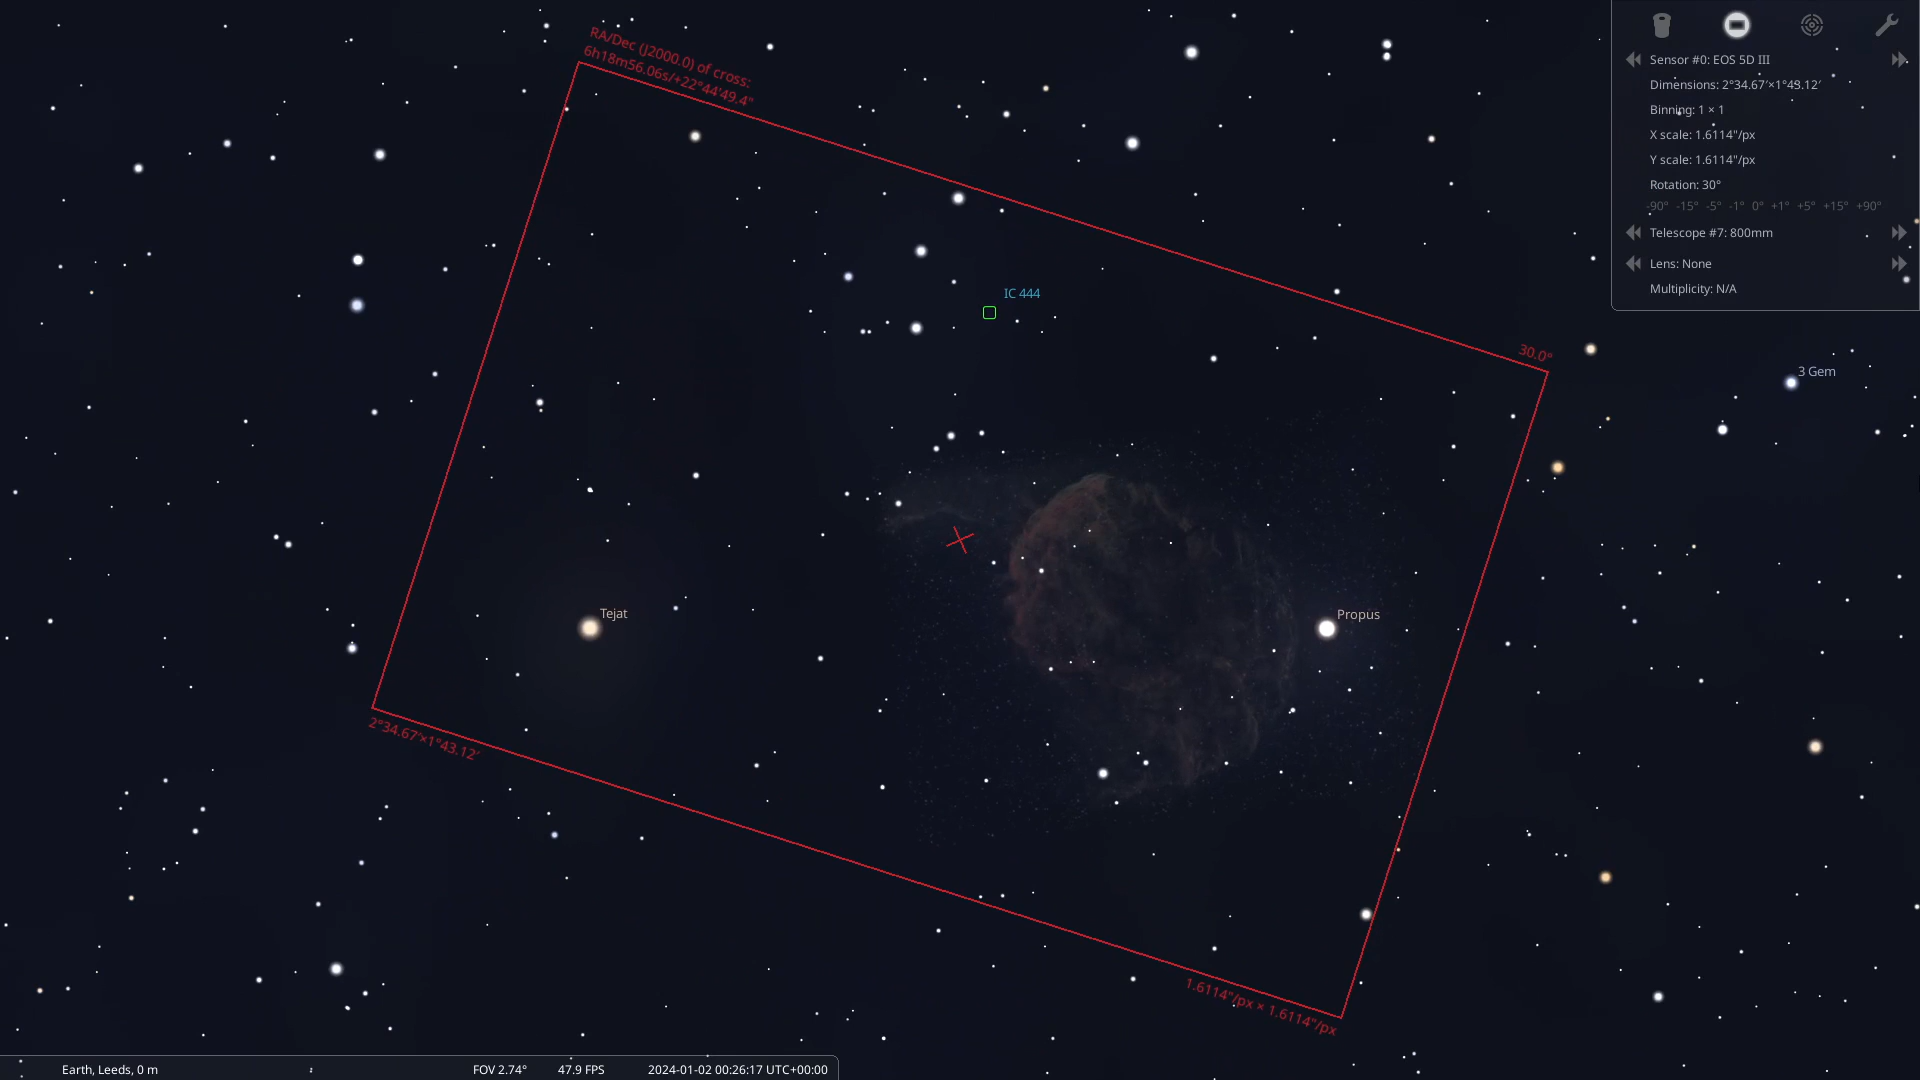 RA/Dec (J2000.0) of cross:
6h18m56.06s/+22°44'49.4"
Sensor #0: EOS 5D III
Dimensions: 2°34.67′×1°43.12′
Binning: 1 × 1
X scale: 1.6114"/px
Y scale: 1.6114"/px
Rotation: 30°
-90° -15° -5° -1° 0° +1° +5° +15° +90°
Telescope #7: 800mm
Lens: None
Multiplicity: N/A
IC 444
30.0°
3 Gem
Tejat
Propus
2°34.67′×1°43.12′
1.6114"/px × 1.6114"/px
Earth, Leeds, 0 m FOV 2.74° 47.9 FPS 2024-01-02 00:26:17 UTC+00:00